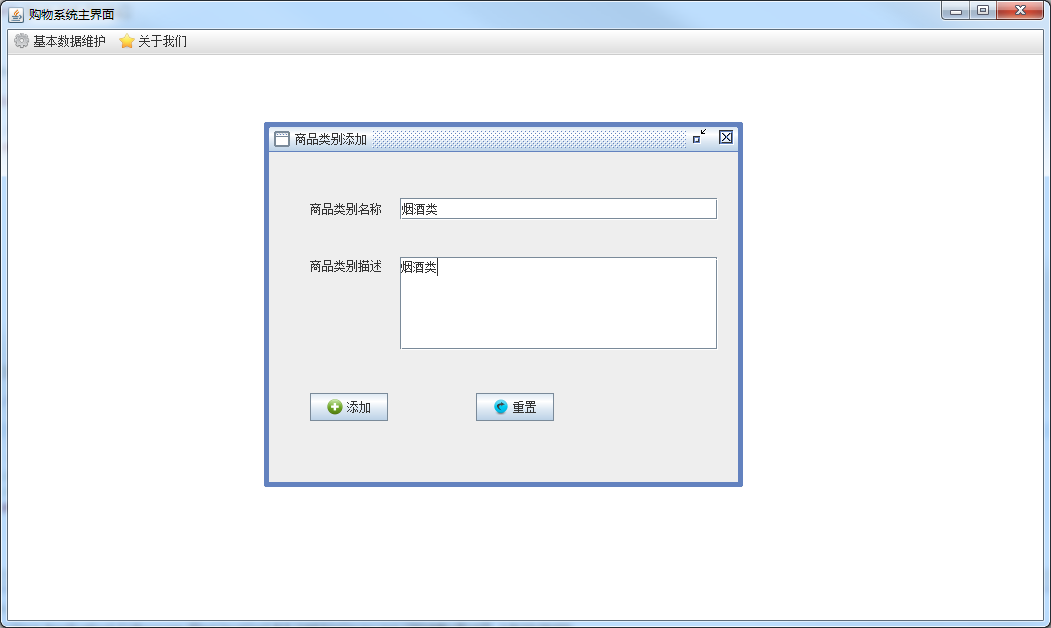 购物系统主界面
基本数据维护 关于我们
商品类别添加
商品类别名称 烟酒类
商品类别描述 烟酒类
添加 重置